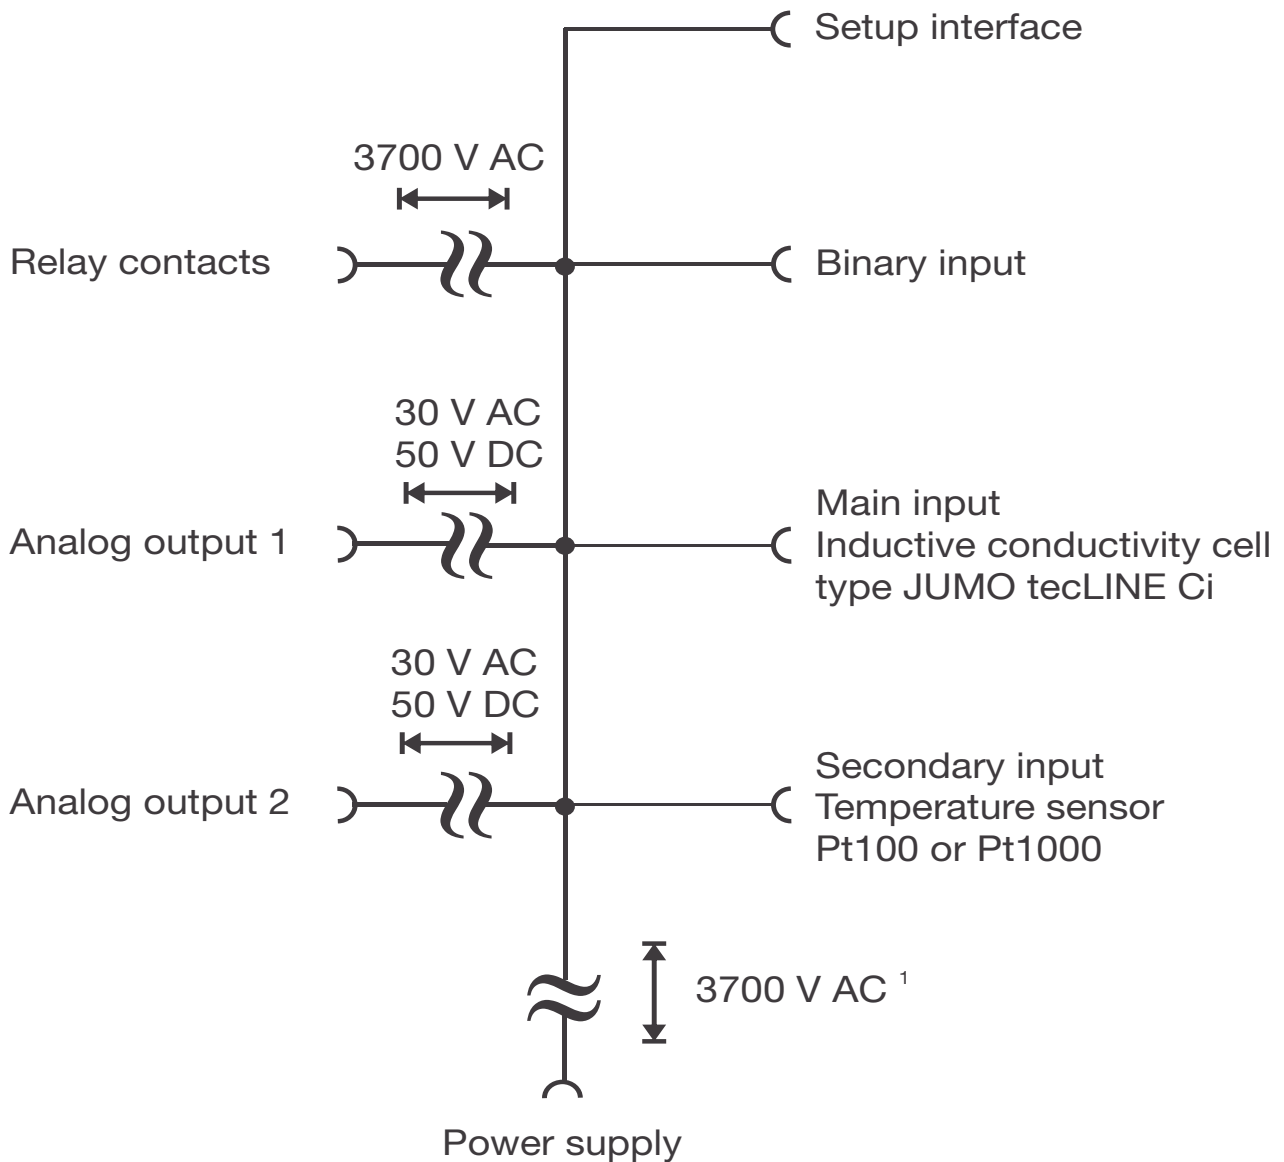 Setup interface
3700 V AC
Relay contacts
Binary input
30 V AC
50 V DC
Analog output 1
Main input
Inductive conductivity cell
type JUMO tecLINE Ci
30 V AC
50 V DC
Analog output 2
Secondary input
Temperature sensor
Pt100 or Pt1000
3700 V AC ¹
Power supply